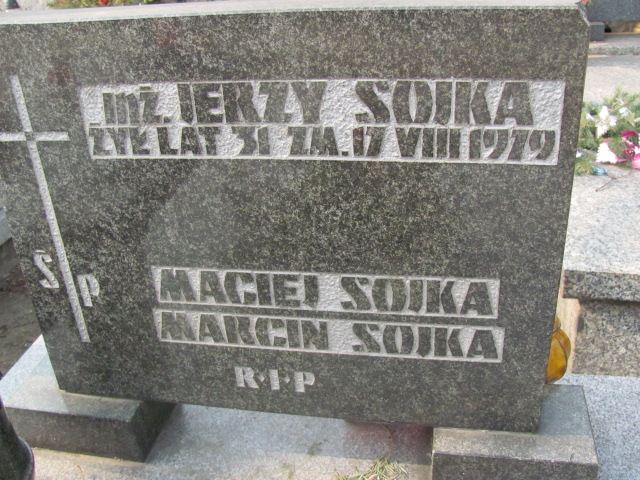 inż. JERZY SOJKA
ŻYŁ LAT 31 ZM. 17 VIII 1979
Ś P
MACIEJ SOJKA
MARCIN SOJKA
R·I·P